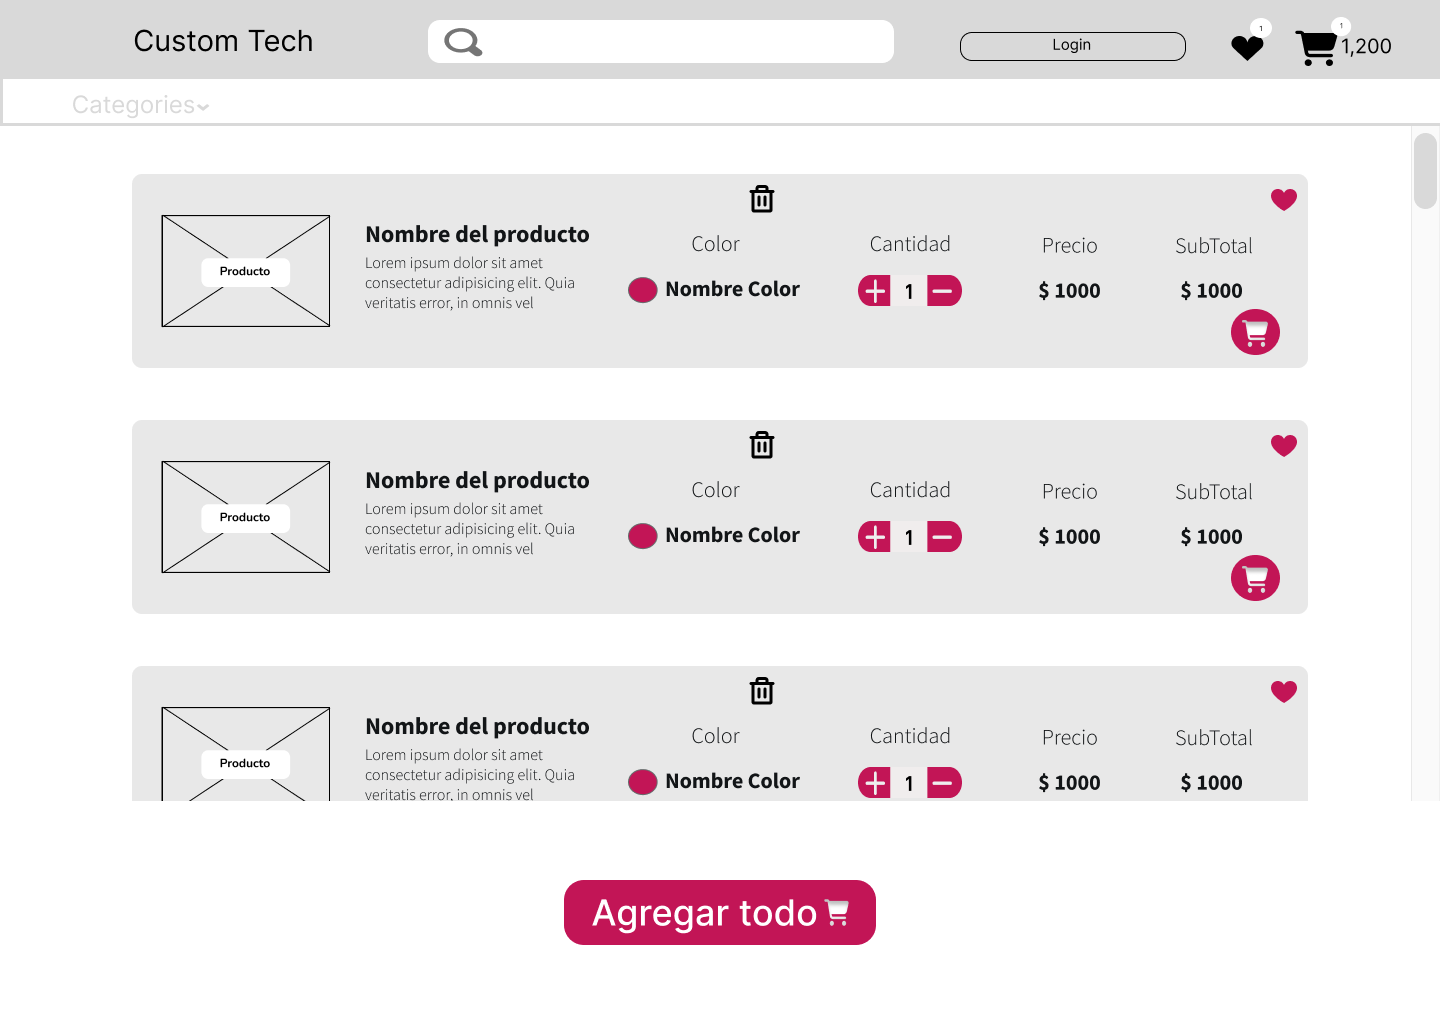 Custom Tech
Login
1
1
1,200
Categories
Nombre del producto
Lorem ipsum dolor sit amet
consectetur adipisicing elit. Quia
veritatis error, in omnis vel
Producto
Color
Nombre Color
Cantidad
1
Precio
$ 1000
SubTotal
$ 1000
Nombre del producto
Lorem ipsum dolor sit amet
consectetur adipisicing elit. Quia
veritatis error, in omnis vel
Producto
Color
Nombre Color
Cantidad
1
Precio
$ 1000
SubTotal
$ 1000
Nombre del producto
Lorem ipsum dolor sit amet
consectetur adipisicing elit. Quia
veritatis error, in omnis vel
Producto
Color
Nombre Color
Cantidad
1
Precio
$ 1000
SubTotal
$ 1000
Agregar todo